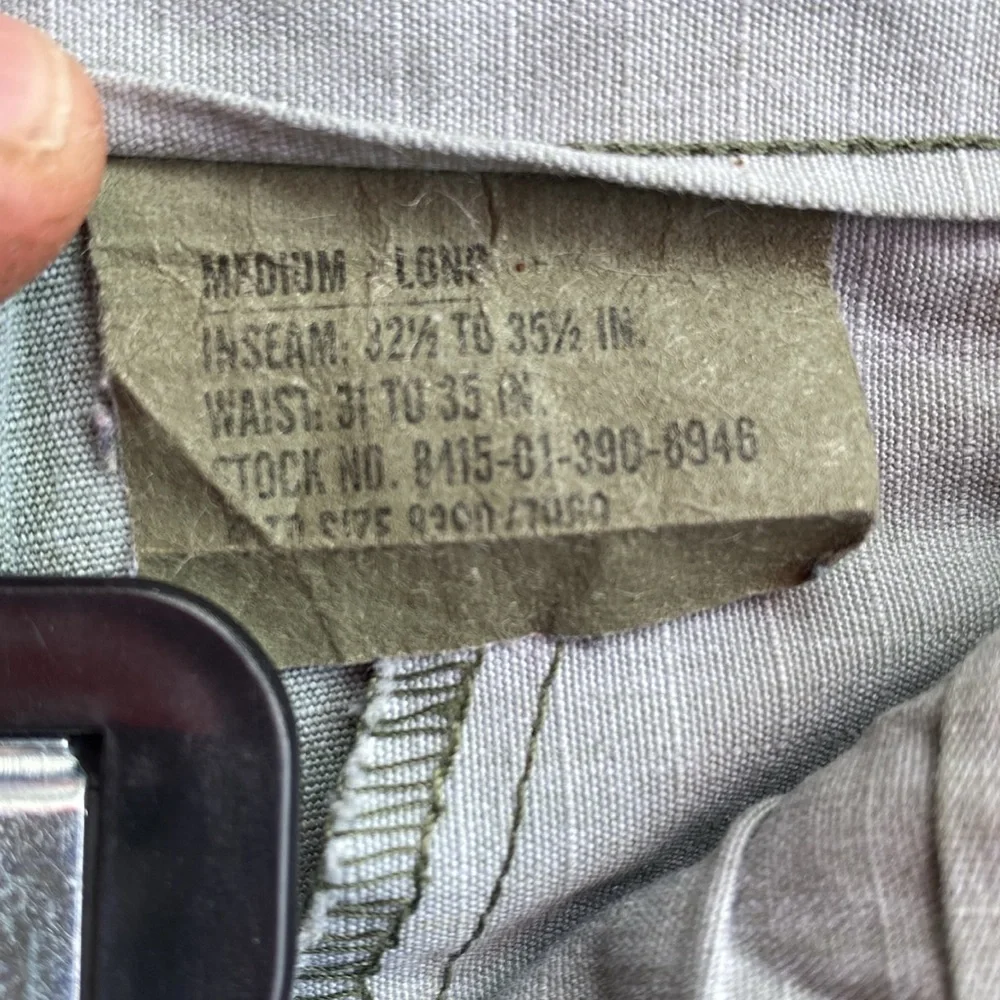 MEDIUM - LONG
INSEAM: 32½ TO 35½ IN.
WAIST: 31 TO 35 IN.
STOCK NO. 8415-01-390-8946
SIZE